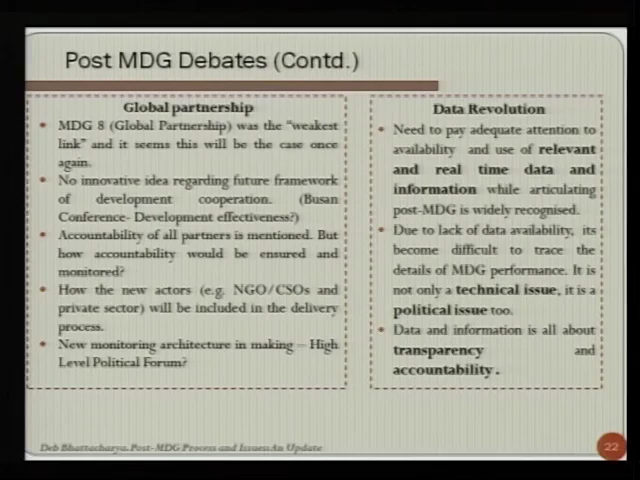 Post MDG Debates (Contd.)
Global partnership
• MDG 8 (Global Partnership) was the "weakest
link" and it seems this will be the case once
again.
• No innovative idea regarding future framework
of development cooperation. (Busan
Conference- Development effectiveness?)
• Accountability of all partners is mentioned. But
how accountability would be ensured and
monitored?
• How the new actors (e.g. NGO/CSOs and
private sector) will be included in the delivery
process.
• New monitoring architecture in making – High
Level Political Forum?
Data Revolution
• Need to pay adequate attention to
availability and use of relevant
and real time data and
information while articulating
post-MDG is widely recognised.
• Due to lack of data availability, its
become difficult to trace the
details of MDG performance. It is
not only a technical issue, it is a
political issue too.
• Data and information is all about
transparency and
accountability.
Deb Bhattacharya. Post-MDG Process and Issues: An Update
22